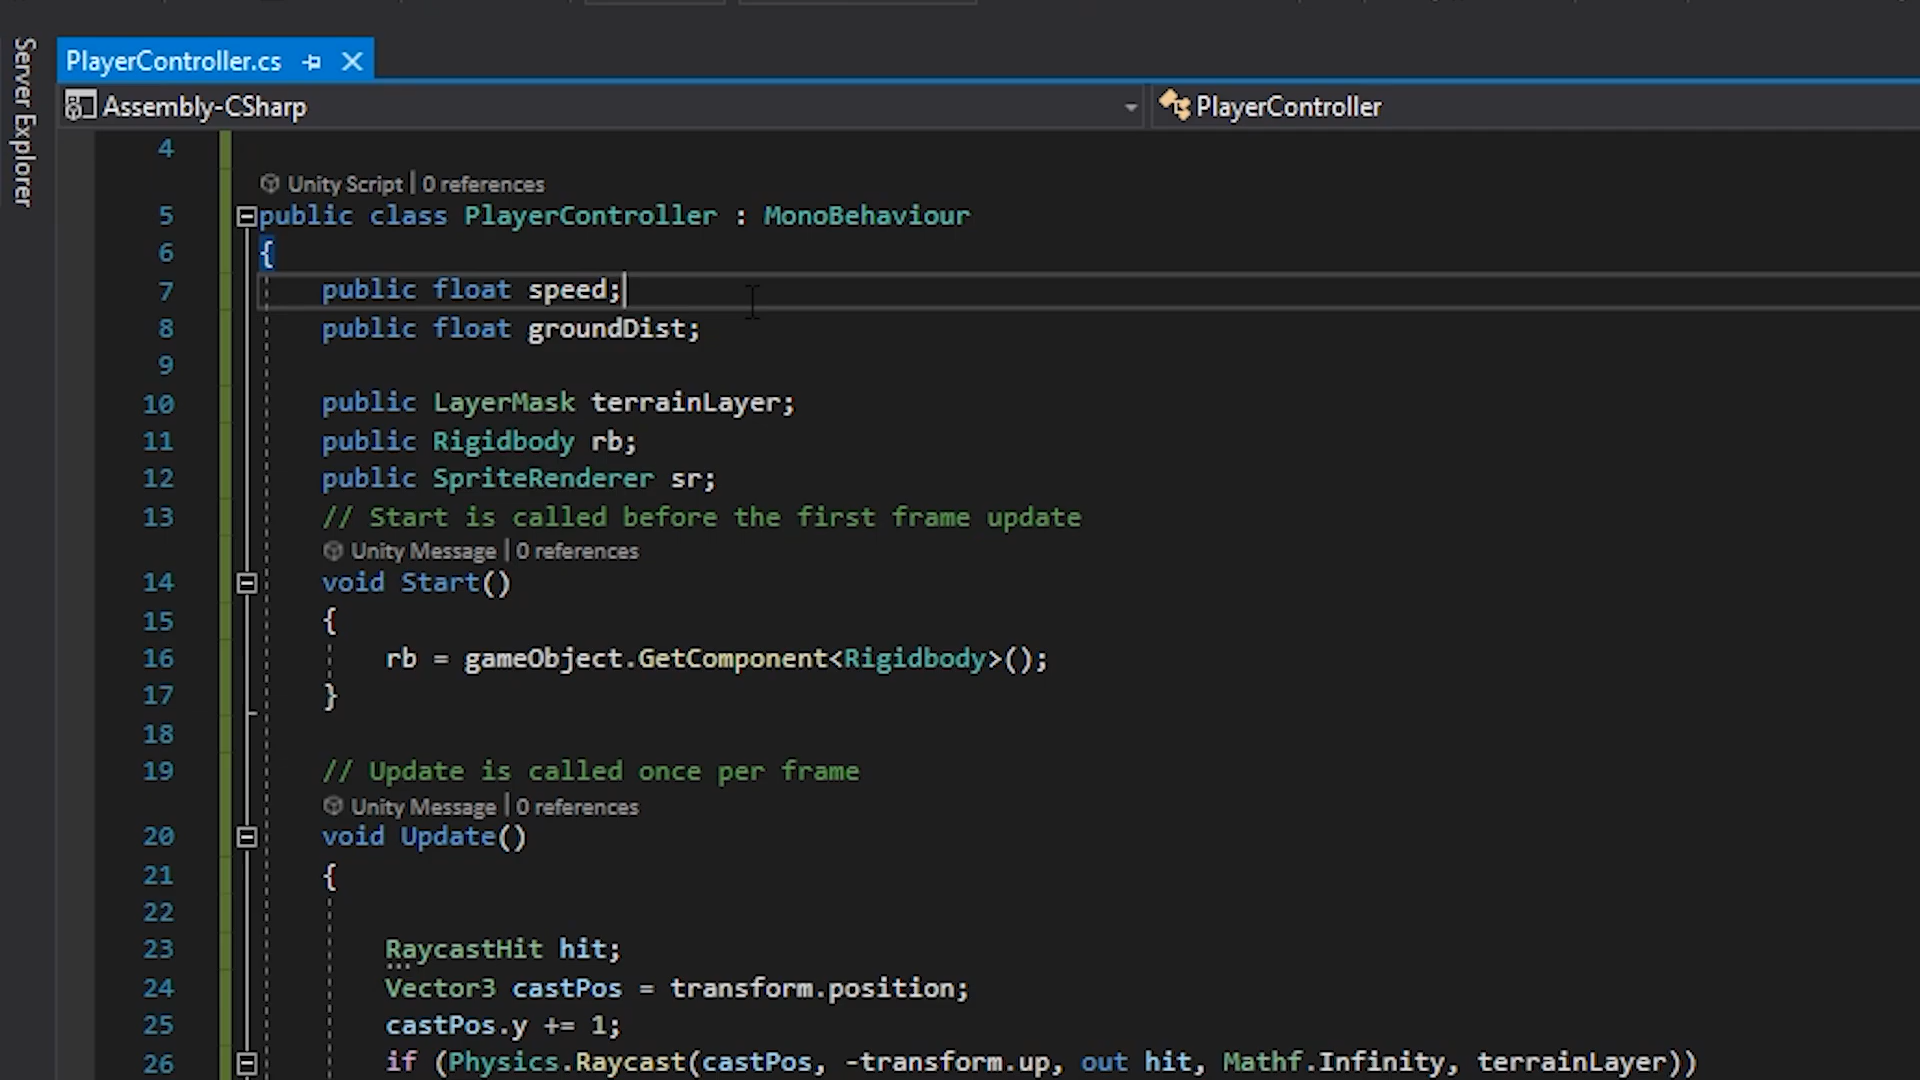 Server Explorer
PlayerController.cs
Assembly-CSharp
PlayerController
4
Unity Script | 0 references
5 public class PlayerController : MonoBehaviour
6 {
7 public float speed;
8 public float groundDist;
9
10 public LayerMask terrainLayer;
11 public Rigidbody rb;
12 public SpriteRenderer sr;
13 // Start is called before the first frame update
Unity Message | 0 references
14 void Start()
15 {
16 rb = gameObject.GetComponent<Rigidbody>();
17 }
18
19 // Update is called once per frame
Unity Message | 0 references
20 void Update()
21 {
22
23 RaycastHit hit;
24 Vector3 castPos = transform.position;
25 castPos.y += 1;
26 if (Physics.Raycast(castPos, -transform.up, out hit, Mathf.Infinity, terrainLayer))